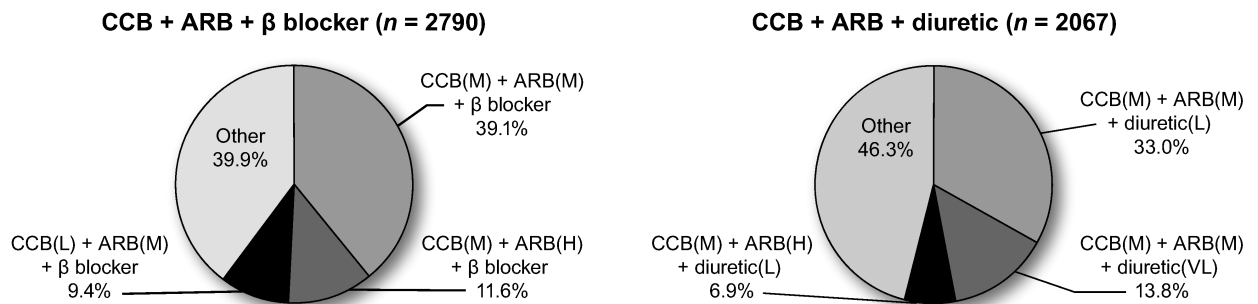 CCB + ARB + β blocker (n = 2790)
CCB(M) + ARB(M)
+ β blocker
39.1%
Other
39.9%
CCB(L) + ARB(M)
+ β blocker
9.4%
CCB(M) + ARB(H)
+ β blocker
11.6%
CCB + ARB + diuretic (n = 2067)
CCB(M) + ARB(M)
+ diuretic(L)
33.0%
Other
46.3%
CCB(M) + ARB(H)
+ diuretic(L)
6.9%
CCB(M) + ARB(M)
+ diuretic(VL)
13.8%